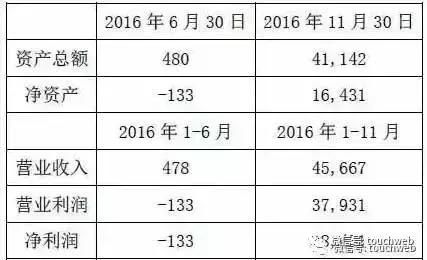 2016 年 6 月 30 日 2016 年 11 月 30 日
资产总额 480 41,142
净资产 -133 16,431
2016 年 1-6 月 2016 年 1-11 月
营业收入 478 45,667
营业利润 -133 37,931
净利润 -133
微信号: touchweb